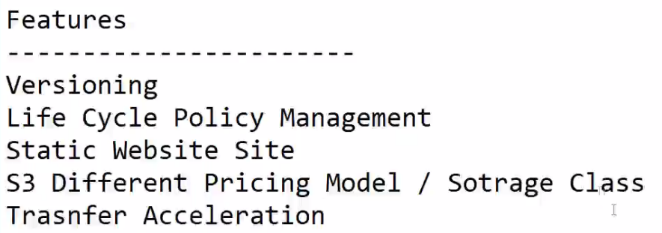 Features
-----------------------
Versioning
Life Cycle Policy Management
Static Website Site
S3 Different Pricing Model / Sotrage Class
Trasnfer Acceleration